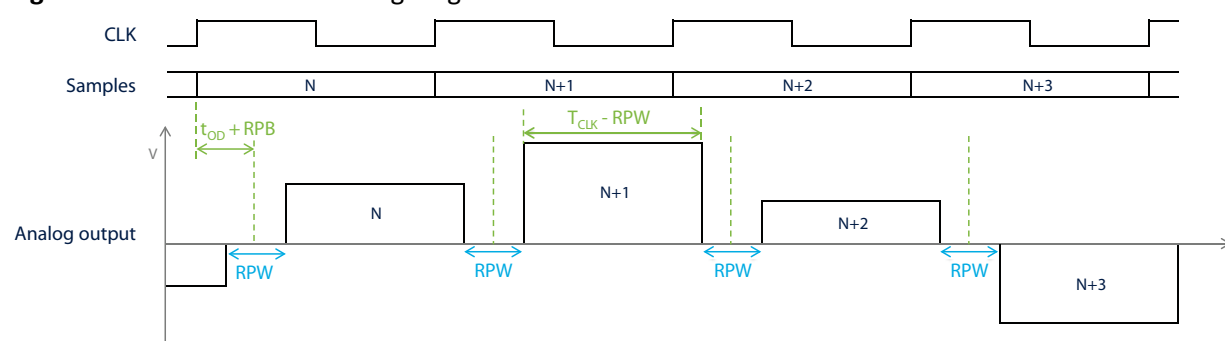 CLK
Samples
N
N+1
N+2
N+3
t_OD + RPB
T_CLK - RPW
V
N
N+1
N+2
Analog output
RPW
RPW
RPW
RPW
N+3